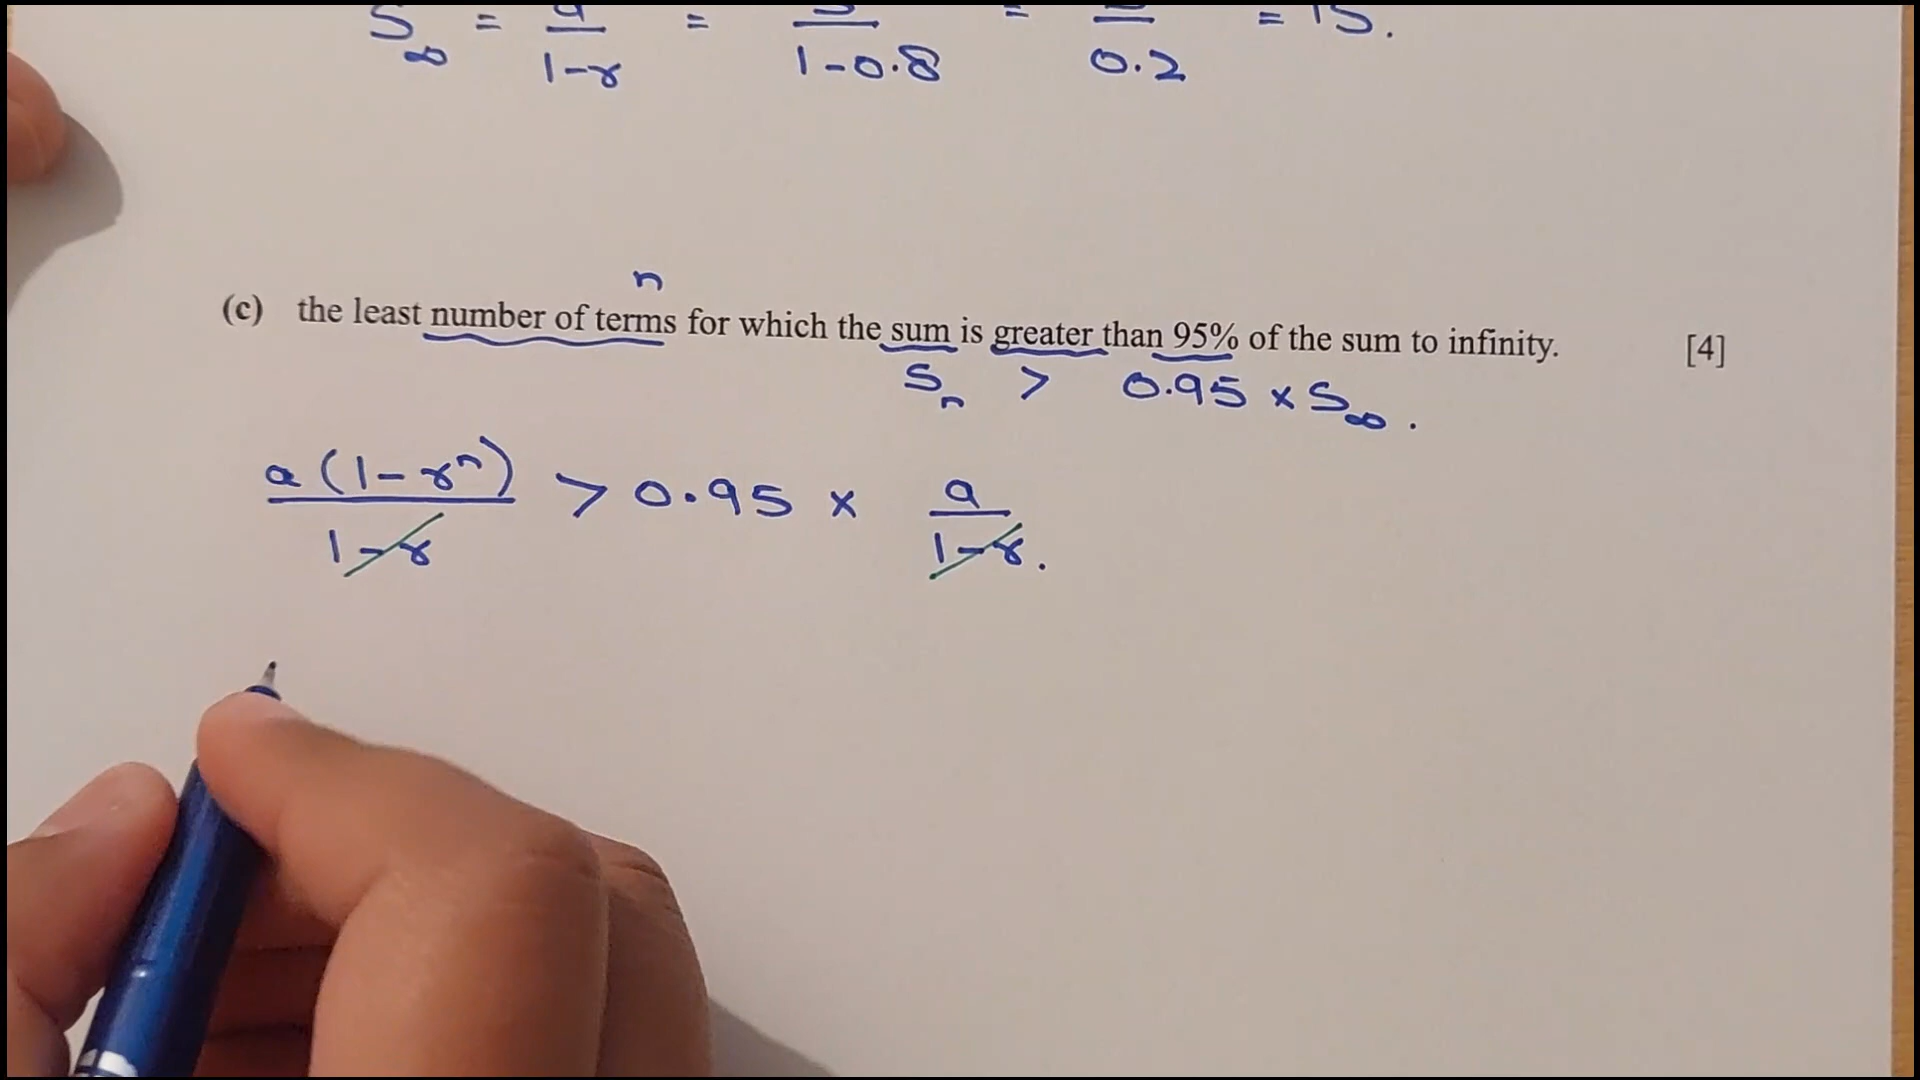 S∞ = a/1-r = 3/1-0.8 = 3/0.2 = 15.
n
(c) the least number of terms for which the sum is greater than 95% of the sum to infinity. [4]
Sn > 0.95 × S∞.
a(1-rⁿ)/1-r > 0.95 × a/1-r.